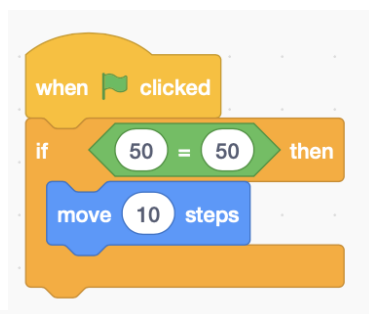 when clicked
if 50 = 50 then
move 10 steps